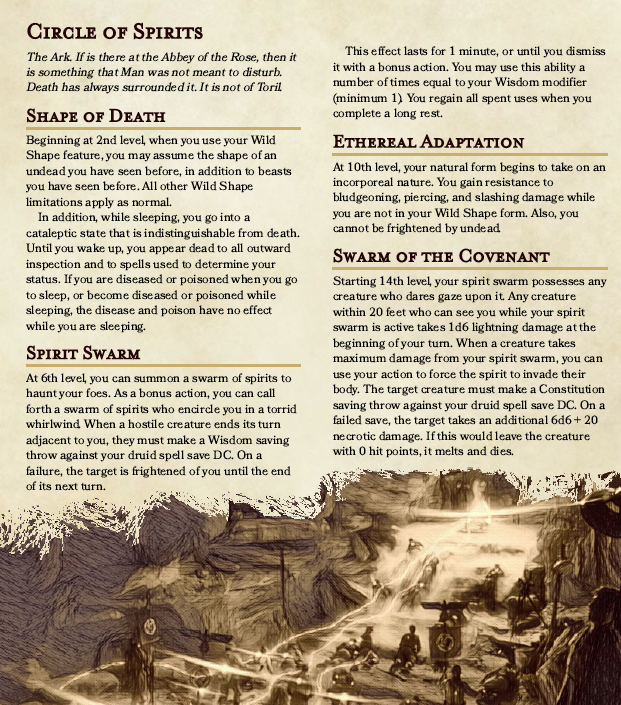 Circle of Spirits
The Ark. If is there at the Abbey of the Rose, then it
is something that Man was not meant to disturb.
Death has always surrounded it. It is not of Toril.
Shape of Death
Beginning at 2nd level, when you use your Wild
Shape feature, you may assume the shape of an
undead you have seen before, in addition to beasts
you have seen before. All other Wild Shape
limitations apply as normal.
In addition, while sleeping, you go into a
cataleptic state that is indistinguishable from death.
Until you wake up, you appear dead to all outward
inspection and to spells used to determine your
status. If you are diseased or poisoned when you go
to sleep, or become diseased or poisoned while
sleeping, the disease and poison have no effect
while you are sleeping.
Spirit Swarm
At 6th level, you can summon a swarm of spirits to
haunt your foes. As a bonus action, you can call
forth a swarm of spirits who encircle you in a torrid
whirlwind. When a hostile creature ends its turn
adjacent to you, they must make a Wisdom saving
throw against your druid spell save DC. On a
failure, the target is frightened of you until the end
of its next turn.
This effect lasts for 1 minute, or until you dismiss
it with a bonus action. You may use this ability a
number of times equal to your Wisdom modifier
(minimum 1). You regain all spent uses when you
complete a long rest.
Ethereal Adaptation
At 10th level, your natural form begins to take on an
incorporeal nature. You gain resistance to
bludgeoning, piercing, and slashing damage while
you are not in your Wild Shape form. Also, you
cannot be frightened by undead.
Swarm of the Covenant
Starting 14th level, your spirit swarm possesses any
creature who dares gaze upon it. Any creature
within 20 feet who can see you while your spirit
swarm is active takes 1d6 lightning damage at the
beginning of your turn. When a creature takes
maximum damage from your spirit swarm, you can
use your action to force the spirit to invade their
body. The target creature must make a Constitution
saving throw against your druid spell save DC. On a
failed save, the target takes an additional 6d6 + 20
necrotic damage. If this would leave the creature
with 0 hit points, it melts and dies.